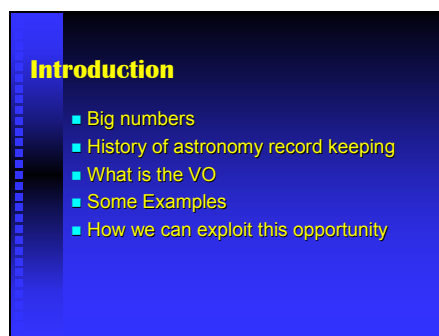 Introduction
Big numbers
History of astronomy record keeping
What is the VO
Some Examples
How we can exploit this opportunity